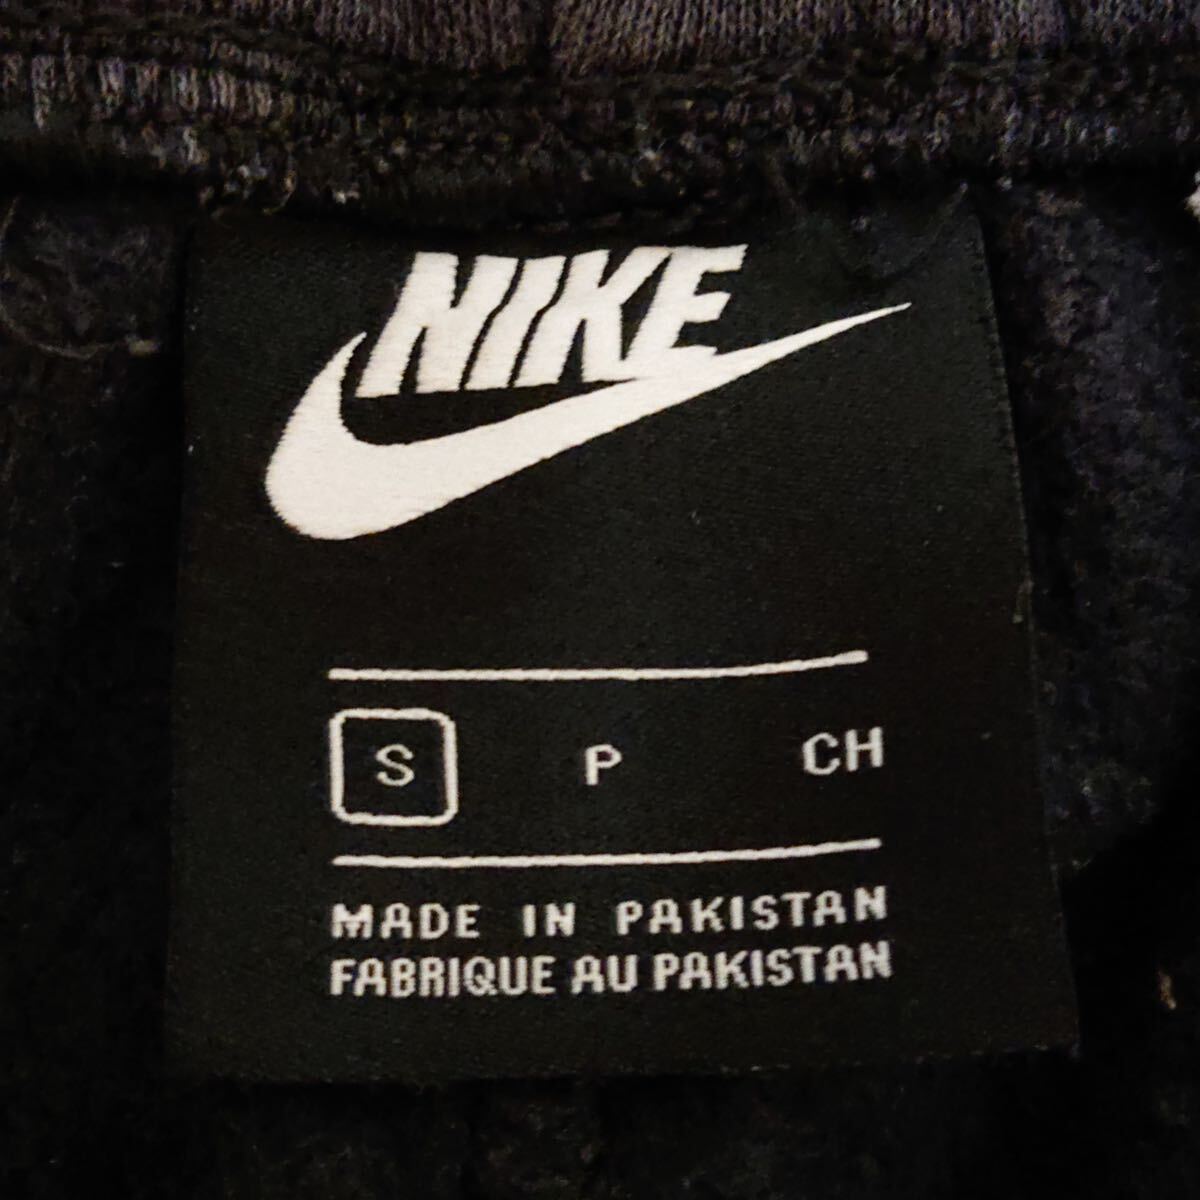 NIKE
S P CH
MADE IN PAKISTAN
FABRIQUE AU PAKISTAN